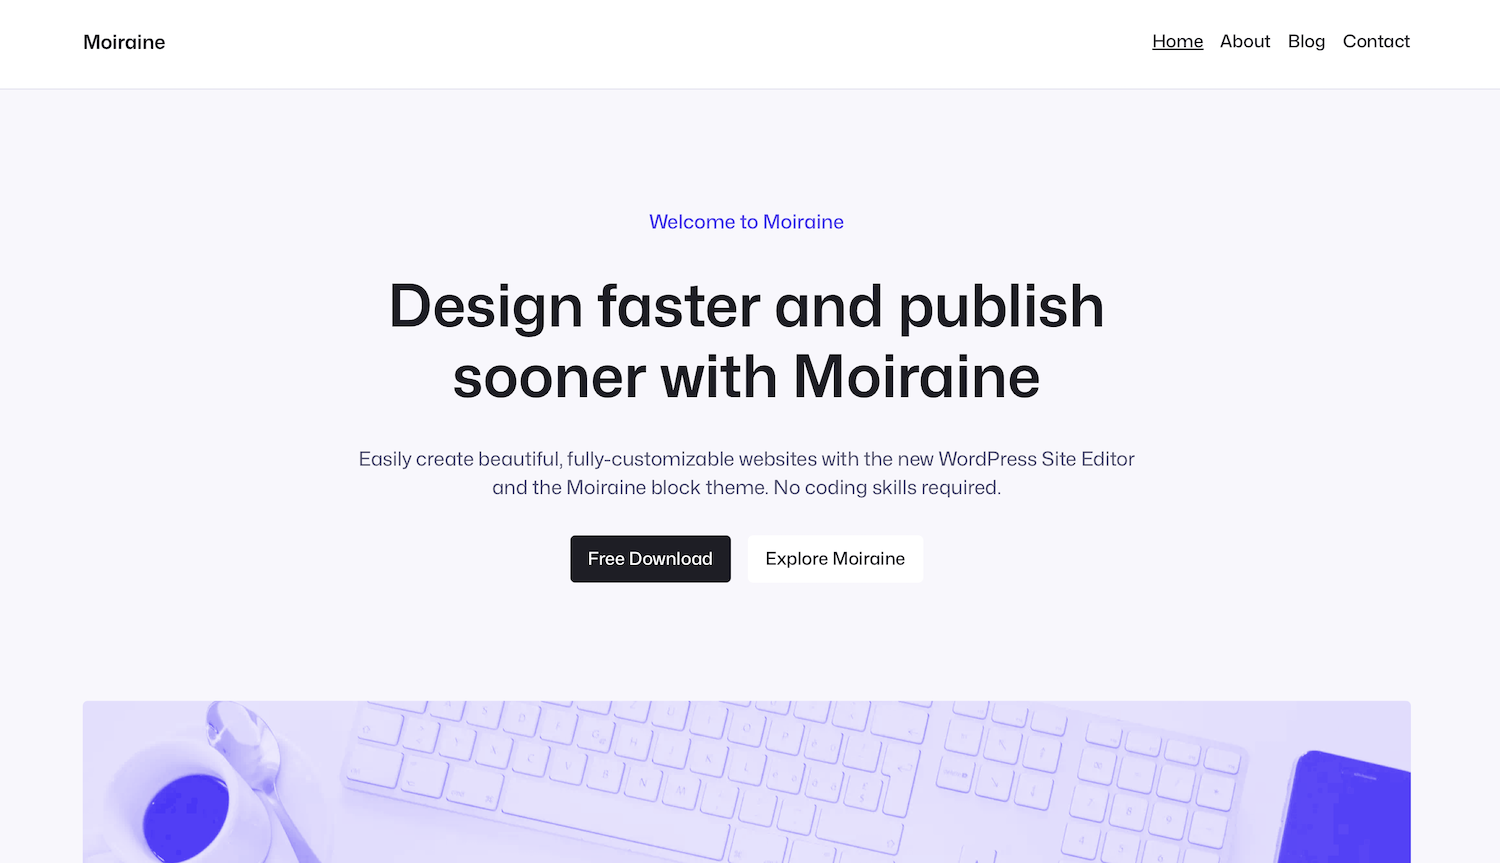 Moiraine
Home About Blog Contact
Welcome to Moiraine
Design faster and publish
sooner with Moiraine
Easily create beautiful, fully-customizable websites with the new WordPress Site Editor
and the Moiraine block theme. No coding skills required.
Free Download
Explore Moiraine